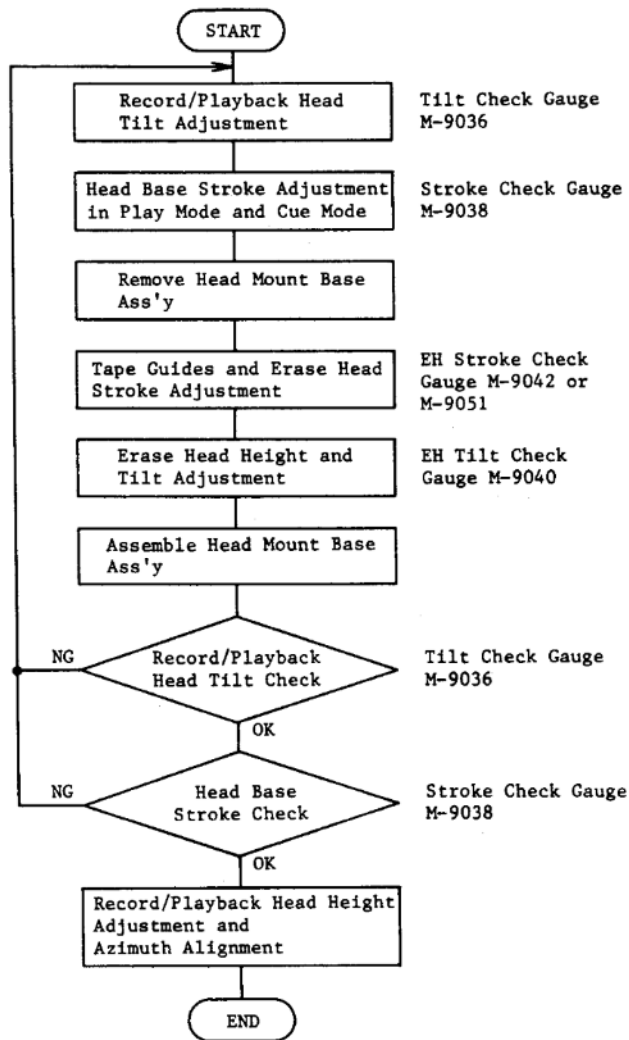 START
Record/Playback Head
Tilt Adjustment
Tilt Check Gauge
M-9036
Head Base Stroke Adjustment
in Play Mode and Cue Mode
Stroke Check Gauge
M-9038
Remove Head Mount Base
Ass'y
Tape Guides and Erase Head
Stroke Adjustment
EH Stroke Check
Gauge M-9042 or
M-9051
Erase Head Height and
Tilt Adjustment
EH Tilt Check
Gauge M-9040
Assemble Head Mount Base
Ass'y
NG
Record/Playback
Head Tilt Check
Tilt Check Gauge
M-9036
OK
NG
Head Base
Stroke Check
Stroke Check Gauge
M-9038
OK
Record/Playback Head Height
Adjustment and
Azimuth Alignment
END